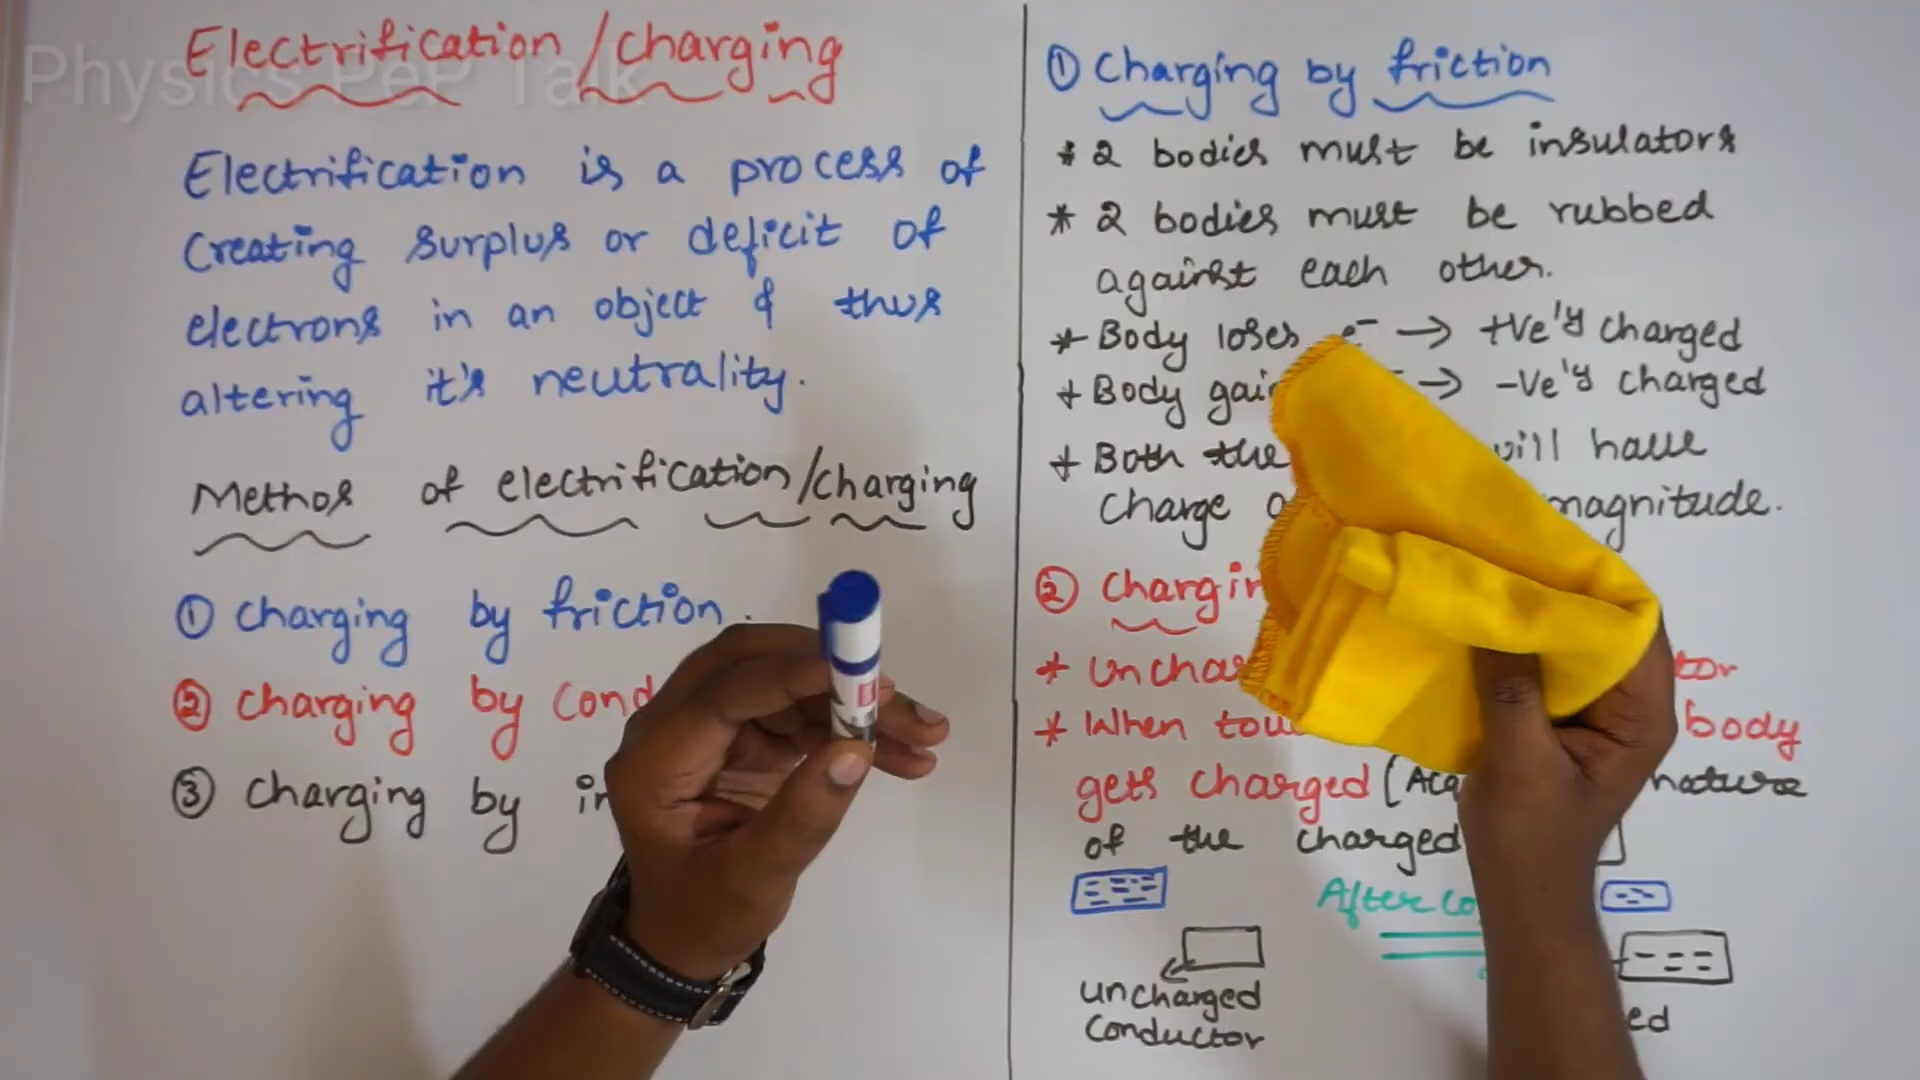 Physics PeP Talk
Electrification/charging
Electrification is a process of
Creating surplus or deficit of
electrons in an object & thus
altering it's neutrality.
Methos of electrification/charging
① charging by friction.
② charging by
③ charging by
① Charging by friction
* 2 bodies must be insulators
* 2 bodies must be rubbed
against each other.
* Body loses e⁻ → +ve'ly charged
+ Body → -ve'ly charged
+ Both the will have
Charge magnitude.
②
*
* When body
gets charged ( nature
of the charged
After
uncharged
Conductor